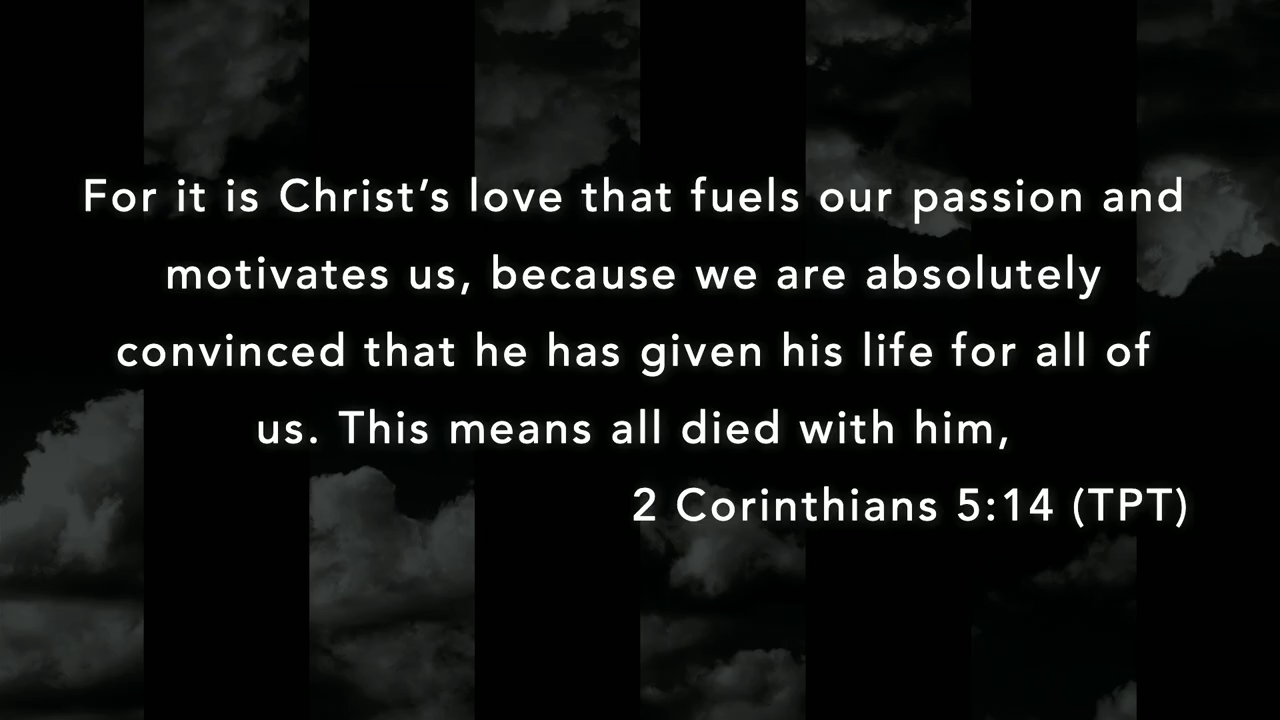 For it is Christ’s love that fuels our passion and
motivates us, because we are absolutely
convinced that he has given his life for all of
us. This means all died with him,
2 Corinthians 5:14 (TPT)